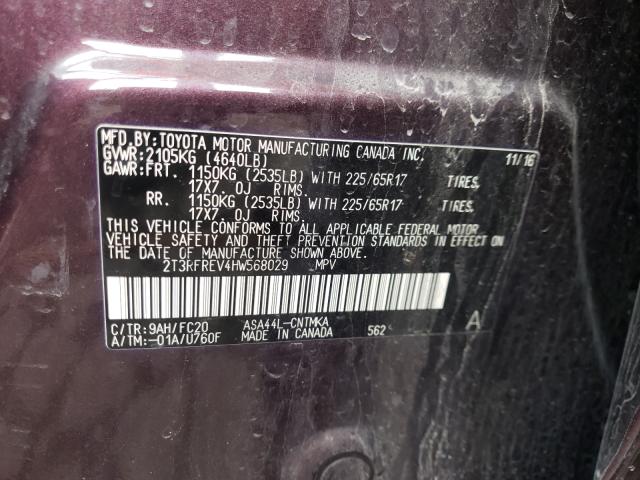 MFD. BY: TOYOTA MOTOR MANUFACTURING CANADA INC. 11/16
GVWR: 2105KG (4640LB)
GAWR: FRT. 1150KG (2535LB) WITH 225/65R17 TIRES,
17X7.0J RIMS.
RR. 1150KG (2535LB) WITH 225/65R17 TIRES,
17X7.0J RIMS.
THIS VEHICLE CONFORMS TO ALL APPLICABLE FEDERAL MOTOR
VEHICLE SAFETY AND THEFT PREVENTION STANDARDS IN EFFECT ON
THE DATE OF MANUFACTURE SHOWN ABOVE.
2T3RFREV4HW568029 MPV
C/TR: 9AH/FC20 ASA44L-CNTMKA 562 A
A/TM: -01A/U760F MADE IN CANADA